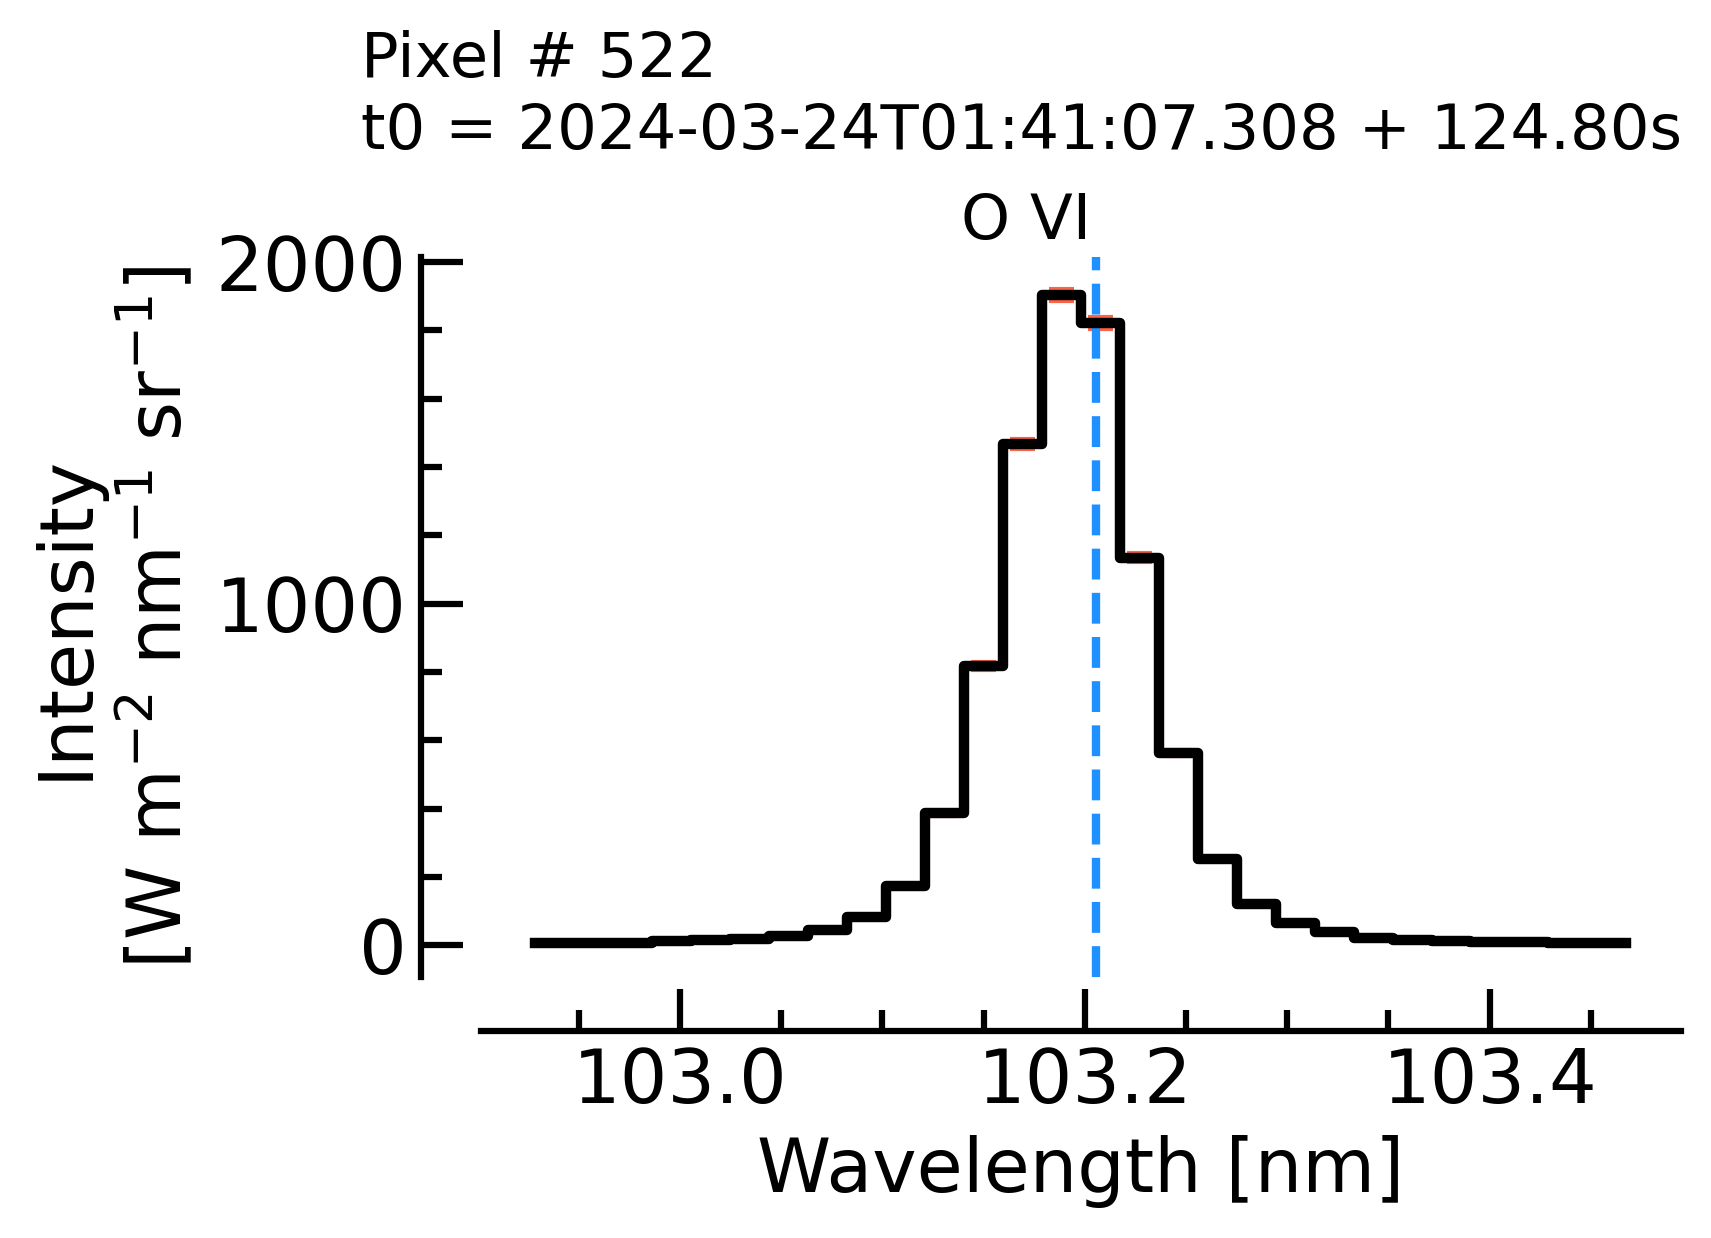 Pixel # 522
t0 = 2024-03-24T01:41:07.308 + 124.80s
O VI
2000
1000
0
Intensity
[W m⁻² nm⁻¹ sr⁻¹]
103.0 103.2 103.4
Wavelength [nm]